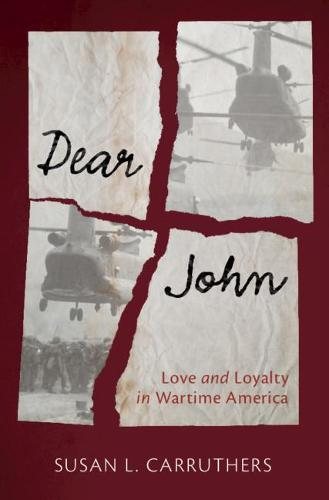 Dear
John
Love and Loyalty
in Wartime America
SUSAN L. CARRUTHERS